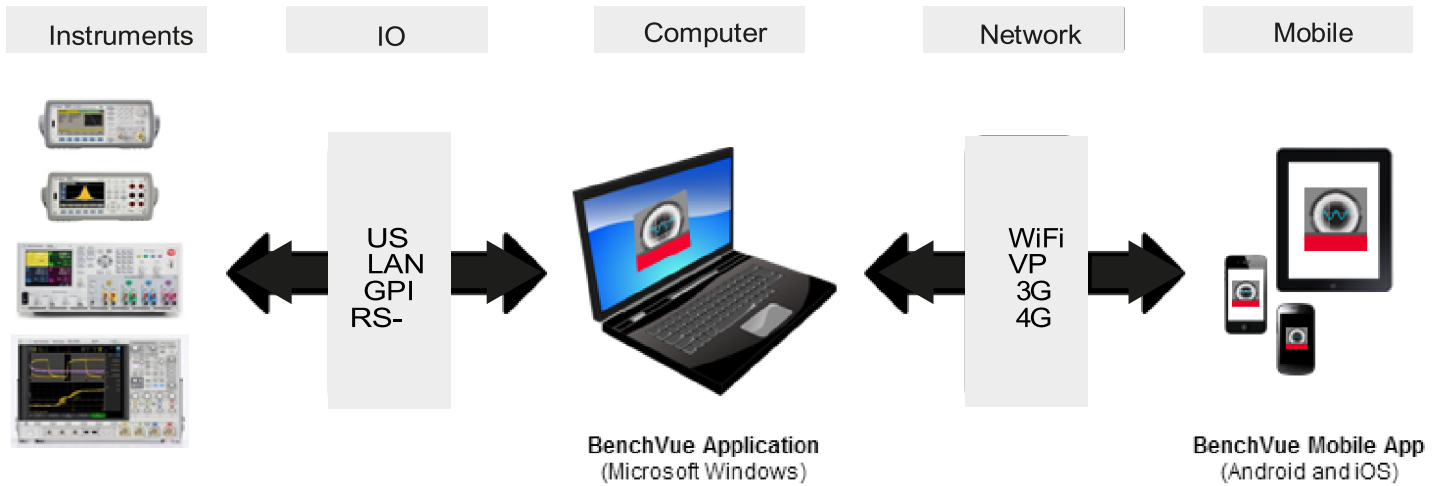 Instruments
IO
Computer
Network
Mobile
US
LAN
GPI
RS-
WiFi
VP
3G
4G
BenchVue Application
(Microsoft Windows)
BenchVue Mobile App
(Android and iOS)